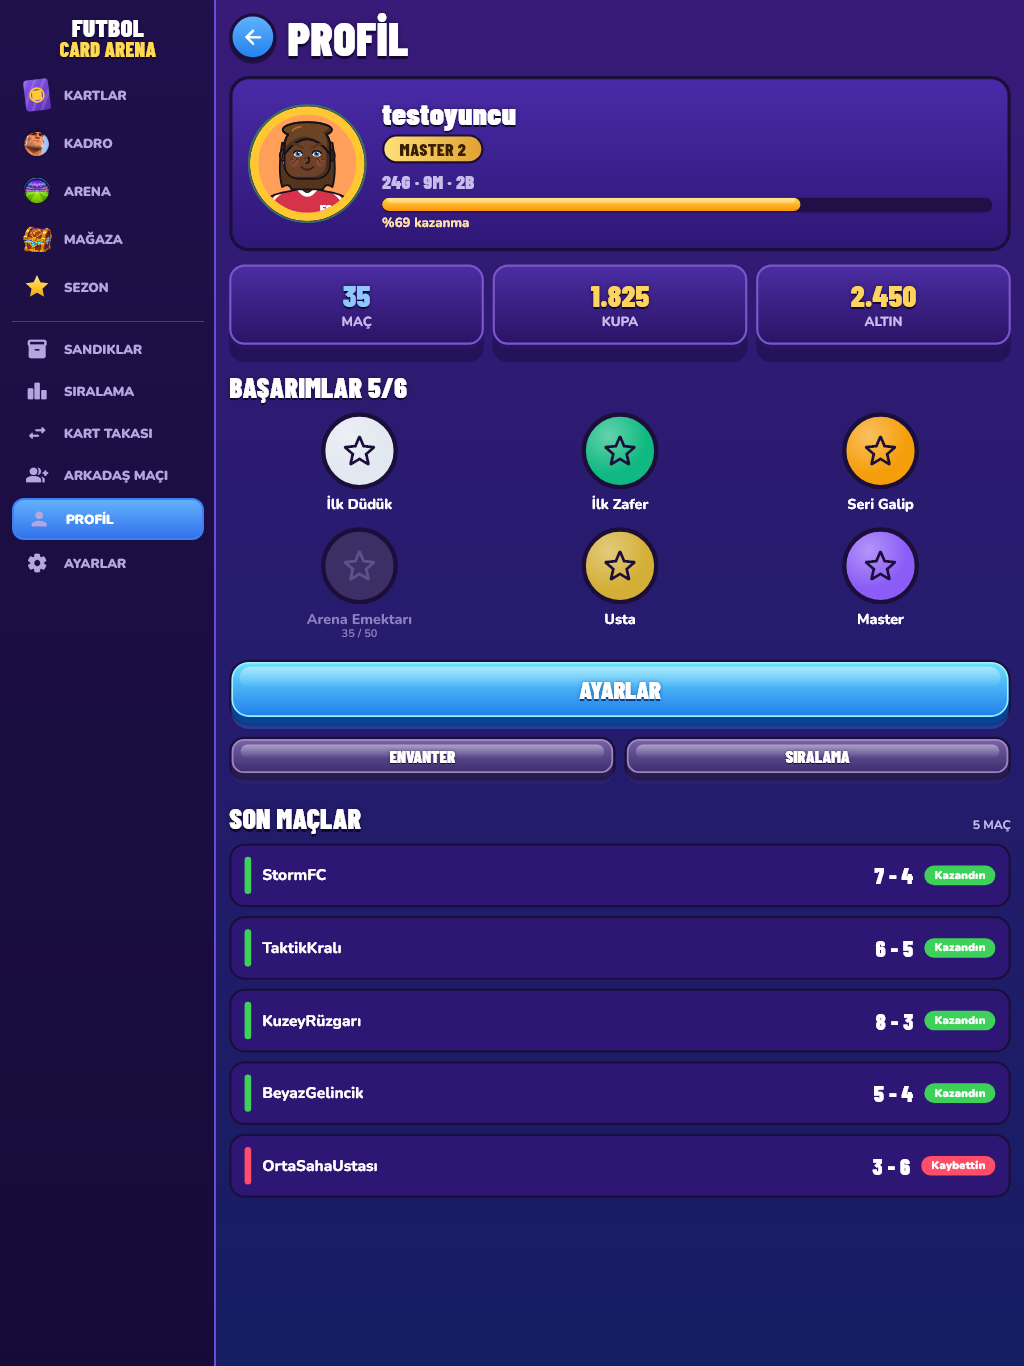 FUTBOL
CARD ARENA
KARTLAR
KADRO
ARENA
MAĞAZA
SEZON
SANDIKLAR
SIRALAMA
KART TAKASI
ARKADAŞ MAÇI
PROFİL
AYARLAR
PROFİL
testoyuncu
MASTER 2
24G · 9M · 2B
%69 kazanma
35
MAÇ
1.825
KUPA
2.450
ALTIN
BAŞARIMLAR 5/6
İlk Düdük
İlk Zafer
Seri Galip
Arena Emektarı
35 / 50
Usta
Master
AYARLAR
ENVANTER
SIRALAMA
SON MAÇLAR
5 MAÇ
StormFC
7 - 4
Kazandın
TaktikKralı
6 - 5
Kazandın
KuzeyRüzgarı
8 - 3
Kazandın
BeyazGelincik
5 - 4
Kazandın
OrtaSahaUstası
3 - 6
Kaybettin